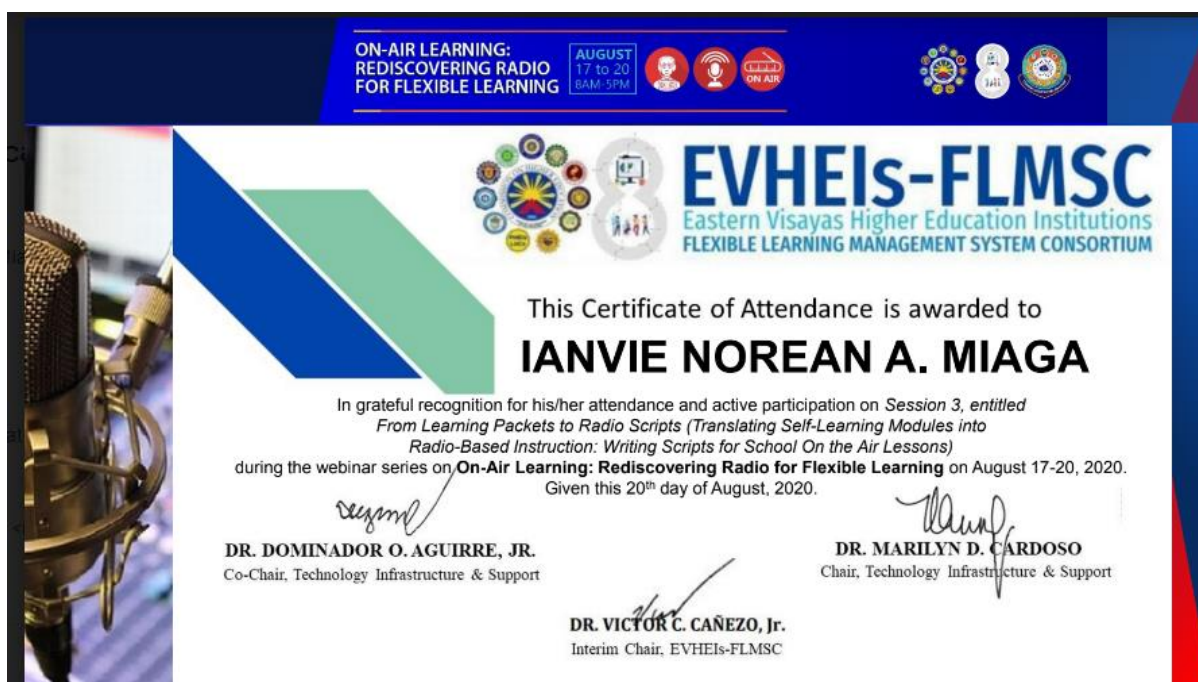 ON-AIR LEARNING:
REDISCOVERING RADIO
FOR FLEXIBLE LEARNING
AUGUST
17 to 20
8AM-5PM
ON AIR
EVHEIs-FLMSC
Eastern Visayas Higher Education Institutions
FLEXIBLE LEARNING MANAGEMENT SYSTEM CONSORTIUM
This Certificate of Attendance is awarded to
IANVIE NOREAN A. MIAGA
In grateful recognition for his/her attendance and active participation on Session 3, entitled
From Learning Packets to Radio Scripts (Translating Self-Learning Modules into
Radio-Based Instruction: Writing Scripts for School On the Air Lessons)
during the webinar series on On-Air Learning: Rediscovering Radio for Flexible Learning on August 17-20, 2020.
Given this 20th day of August, 2020.
DR. DOMINADOR O. AGUIRRE, JR.
Co-Chair, Technology Infrastructure & Support
DR. MARILYN D. CARDOSO
Chair, Technology Infrastructure & Support
DR. VICTOR C. CAÑEZO, Jr.
Interim Chair, EVHEIs-FLMSC